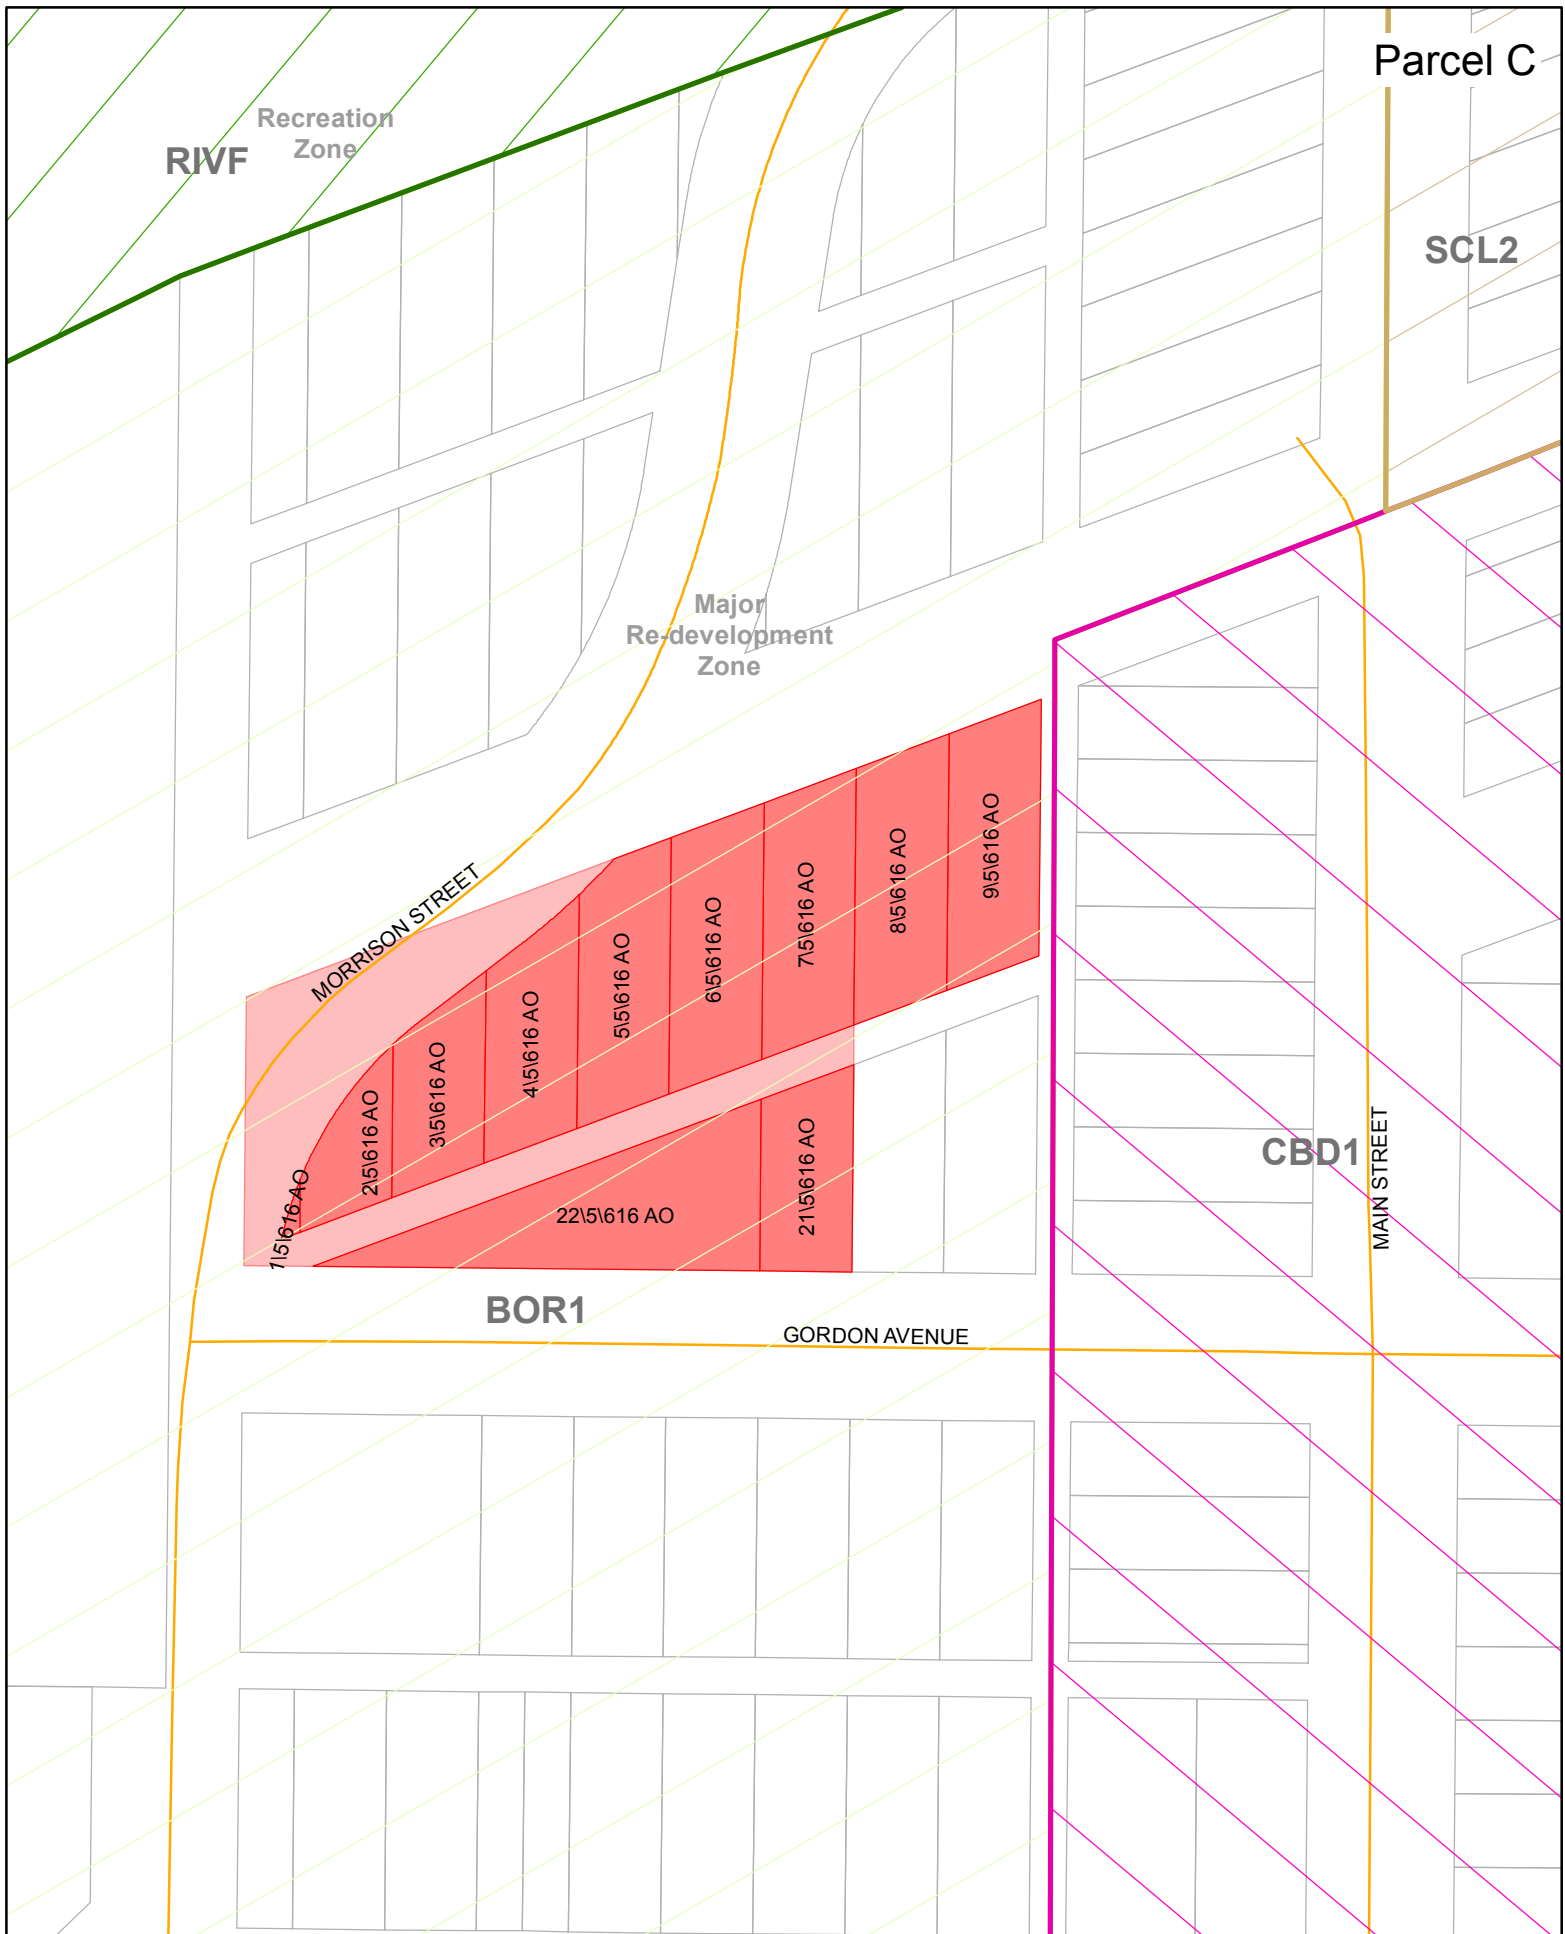 Parcel C
Recreation
Zone
RIVF
SCL2
Major
Re-development
Zone
MORRISON STREET
1\5\616 AO
2\5\616 AO
3\5\616 AO
4\5\616 AO
5\5\616 AO
6\5\616 AO
7\5\616 AO
8\5\616 AO
9\5\616 AO
22\5\616 AO
21\5\616 AO
CBD1
MAIN STREET
BOR1
GORDON AVENUE